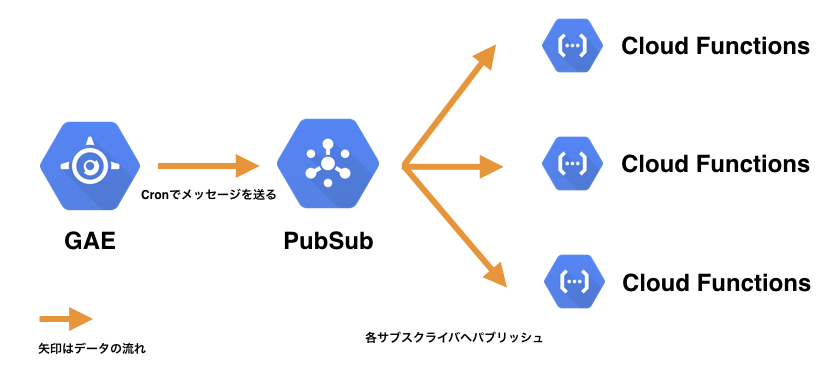 Cloud Functions
Cronでメッセージを送る
Cloud Functions
GAE
PubSub
Cloud Functions
各サブスクライバへパブリッシュ
矢印はデータの流れ